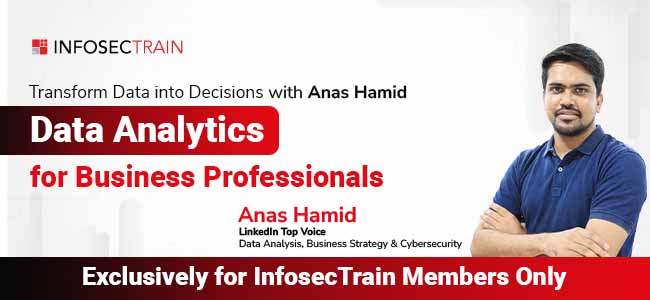 INFOSECTRAIN
Transform Data into Decisions with Anas Hamid
Data Analytics
for Business Professionals
Anas Hamid
LinkedIn Top Voice
Data Analysis, Business Strategy & Cybersecurity
Exclusively for InfosecTrain Members Only